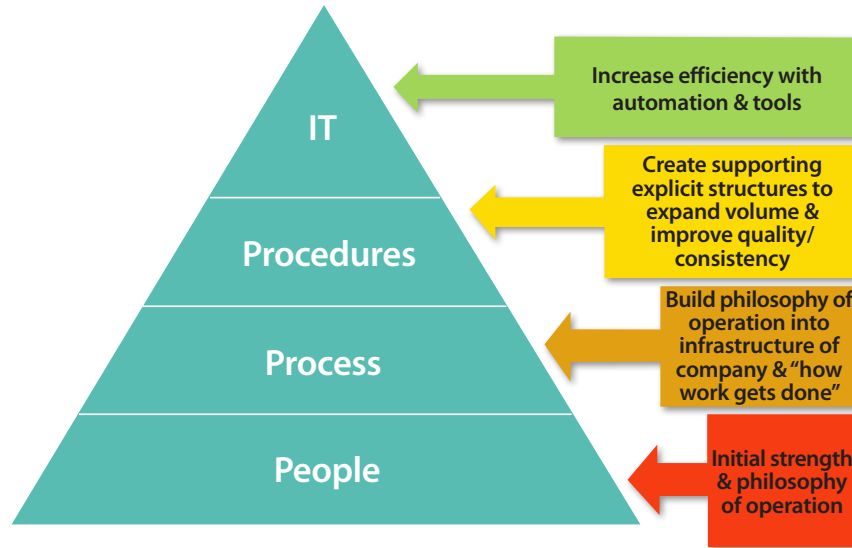 IT
Increase efficiency with
automation & tools
Procedures
Create supporting
explicit structures to
expand volume &
improve quality/
consistency
Process
Build philosophy of
operation into
infrastructure of
company & “how
work gets done”
People
Initial strength
& philosophy
of operation